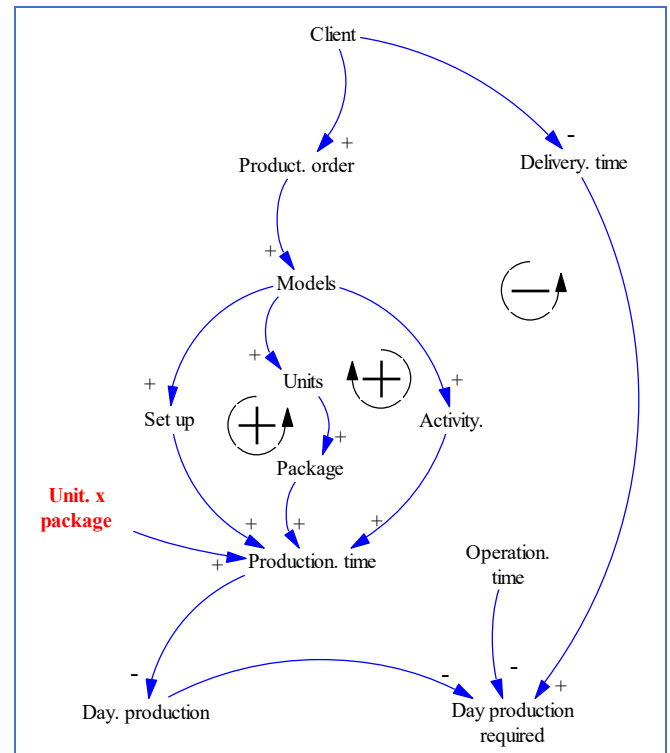 Client
+
-
Product. order
Delivery. time
+
Models
+
+
+
Units
Set up
Activity.
+
Package
Unit. x
package
+
+
+
+
Production. time
Operation.
time
-
-
-
+
Day. production
Day production
required